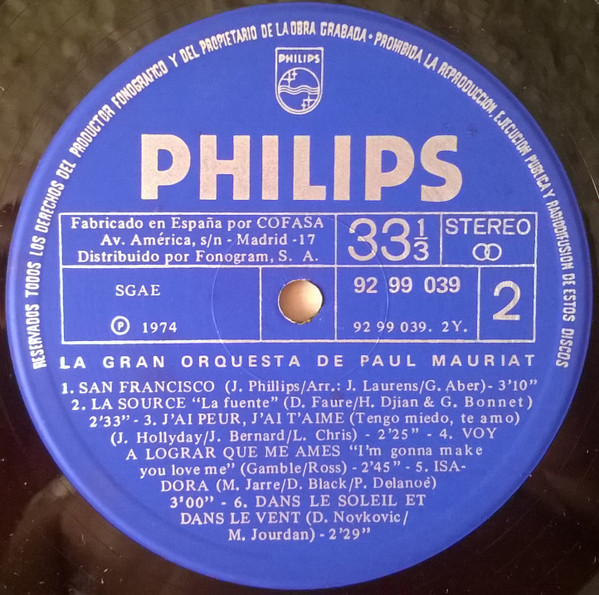 RESERVADOS TODOS LOS DERECHOS DEL PRODUCTOR FONOGRAFICO Y DEL PROPIETARIO DE LA OBRA GRABADA · PROHIBIDA LA REPRODUCCION, EJECUCION PUBLICA Y RADIODIFUSION DE ESTOS DISCOS
PHILIPS
PHILIPS
Fabricado en España por COFASA
Av. América, s/n - Madrid - 17
Distribuido por Fonogram, S. A.
33 1/3
STEREO
SGAE
Ⓟ 1974
92 99 039
92 99 039. 2Y.
2
LA GRAN ORQUESTA DE PAUL MAURIAT
1. SAN FRANCISCO (J. Phillips/Arr.: J. Laurens/G. Aber) - 3'10"
2. LA SOURCE "La fuente" (D. Faure/H. Djian & G. Bonnet)
2'33" - 3. J'AI PEUR, J'AI T'AIME (Tengo miedo, te amo)
(J. Hollyday/J. Bernard/L. Chris) - 2'25" - 4. VOY
A LOGRAR QUE ME AMES "I'm gonna make
you love me" (Gamble/Ross) - 2'45" - 5. ISA-
DORA (M. Jarre/D. Black/P. Delanoé)
3'00" - 6. DANS LE SOLEIL ET
DANS LE VENT (D. Novkovic/
M. Jourdan) - 2'29"